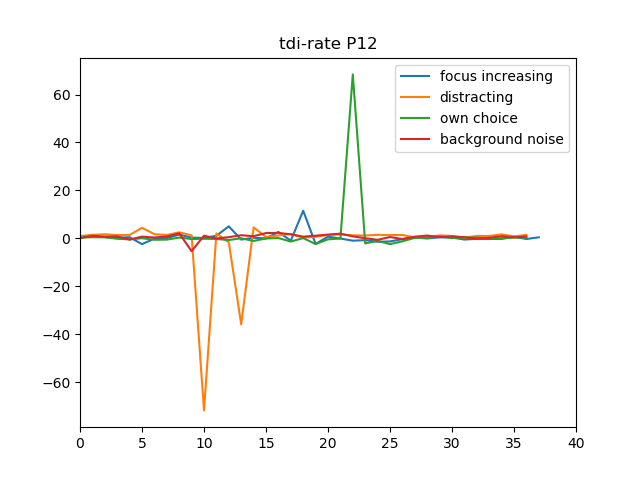 tdi-rate P12
focus increasing
distracting
own choice
background noise
60
40
20
0
−20
−40
−60
0 5 10 15 20 25 30 35 40